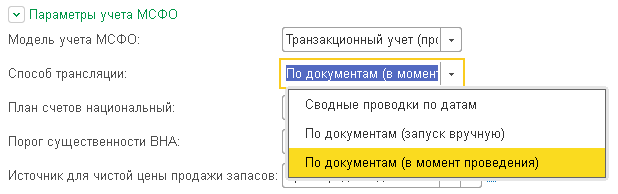 Параметры учета МСФО
Модель учета МСФО: Транзакционный учет (про
Способ трансляции: По документам (в момент
План счетов национальный:
Сводные проводки по датам
По документам (запуск вручную)
Порог существенности ВНА:
По документам (в момент проведения)
Источник для чистой цены продажи запасов: